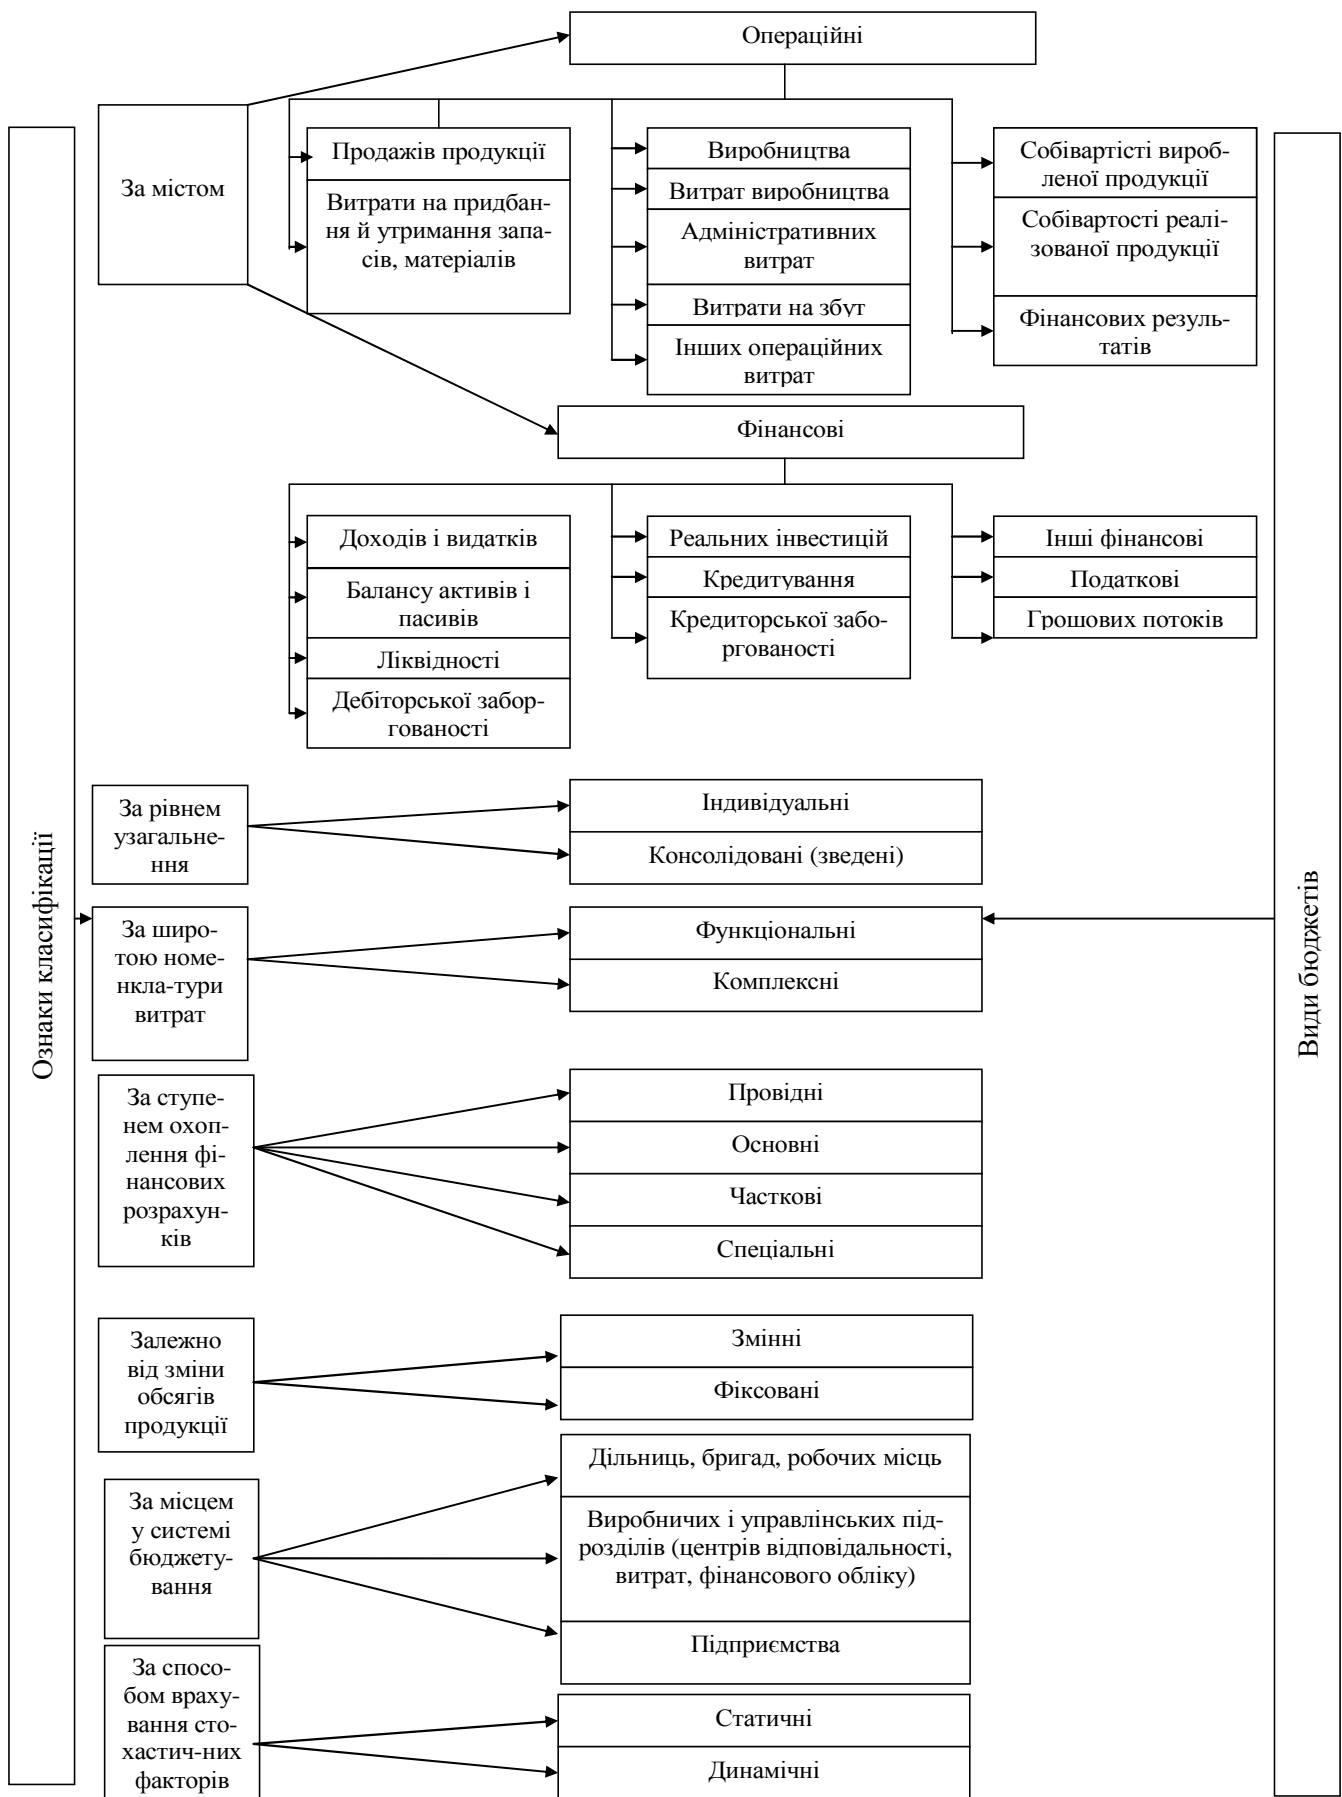 Операційні
За містом
Продажів продукції
Витрати на придбан-
ня й утримання запа-
сів, матеріалів
Виробництва
Витрат виробництва
Адміністративних
витрат
Витрати на збут
Інших операційних
витрат
Собівартісті вироб-
леної продукції
Собівартості реалі-
зованої продукції
Фінансових резуль-
татів
Фінансові
Доходів і видатків
Балансу активів і
пасивів
Ліквідності
Дебіторської забор-
гованості
Реальних інвестицій
Кредитування
Кредиторської забо-
ргованості
Інші фінансові
Податкові
Грошових потоків
Ознаки класифікації
Види бюджетів
За рівнем
узагальне-
ння
Індивідуальні
Консолідовані (зведені)
За широ-
тою номе-
нкла-тури
витрат
Функціональні
Комплексні
За ступе-
нем охоп-
лення фі-
нансових
розрахун-
ків
Провідні
Основні
Часткові
Спеціальні
Залежно
від зміни
обсягів
продукції
Змінні
Фіксовані
За місцем
у системі
бюджету-
вання
Дільниць, бригад, робочих місць
Виробничих і управлінських під-
розділів (центрів відповідальності,
витрат, фінансового обліку)
Підприємства
За спосо-
бом враху-
вання сто-
хастич-них
факторів
Статичні
Динамічні